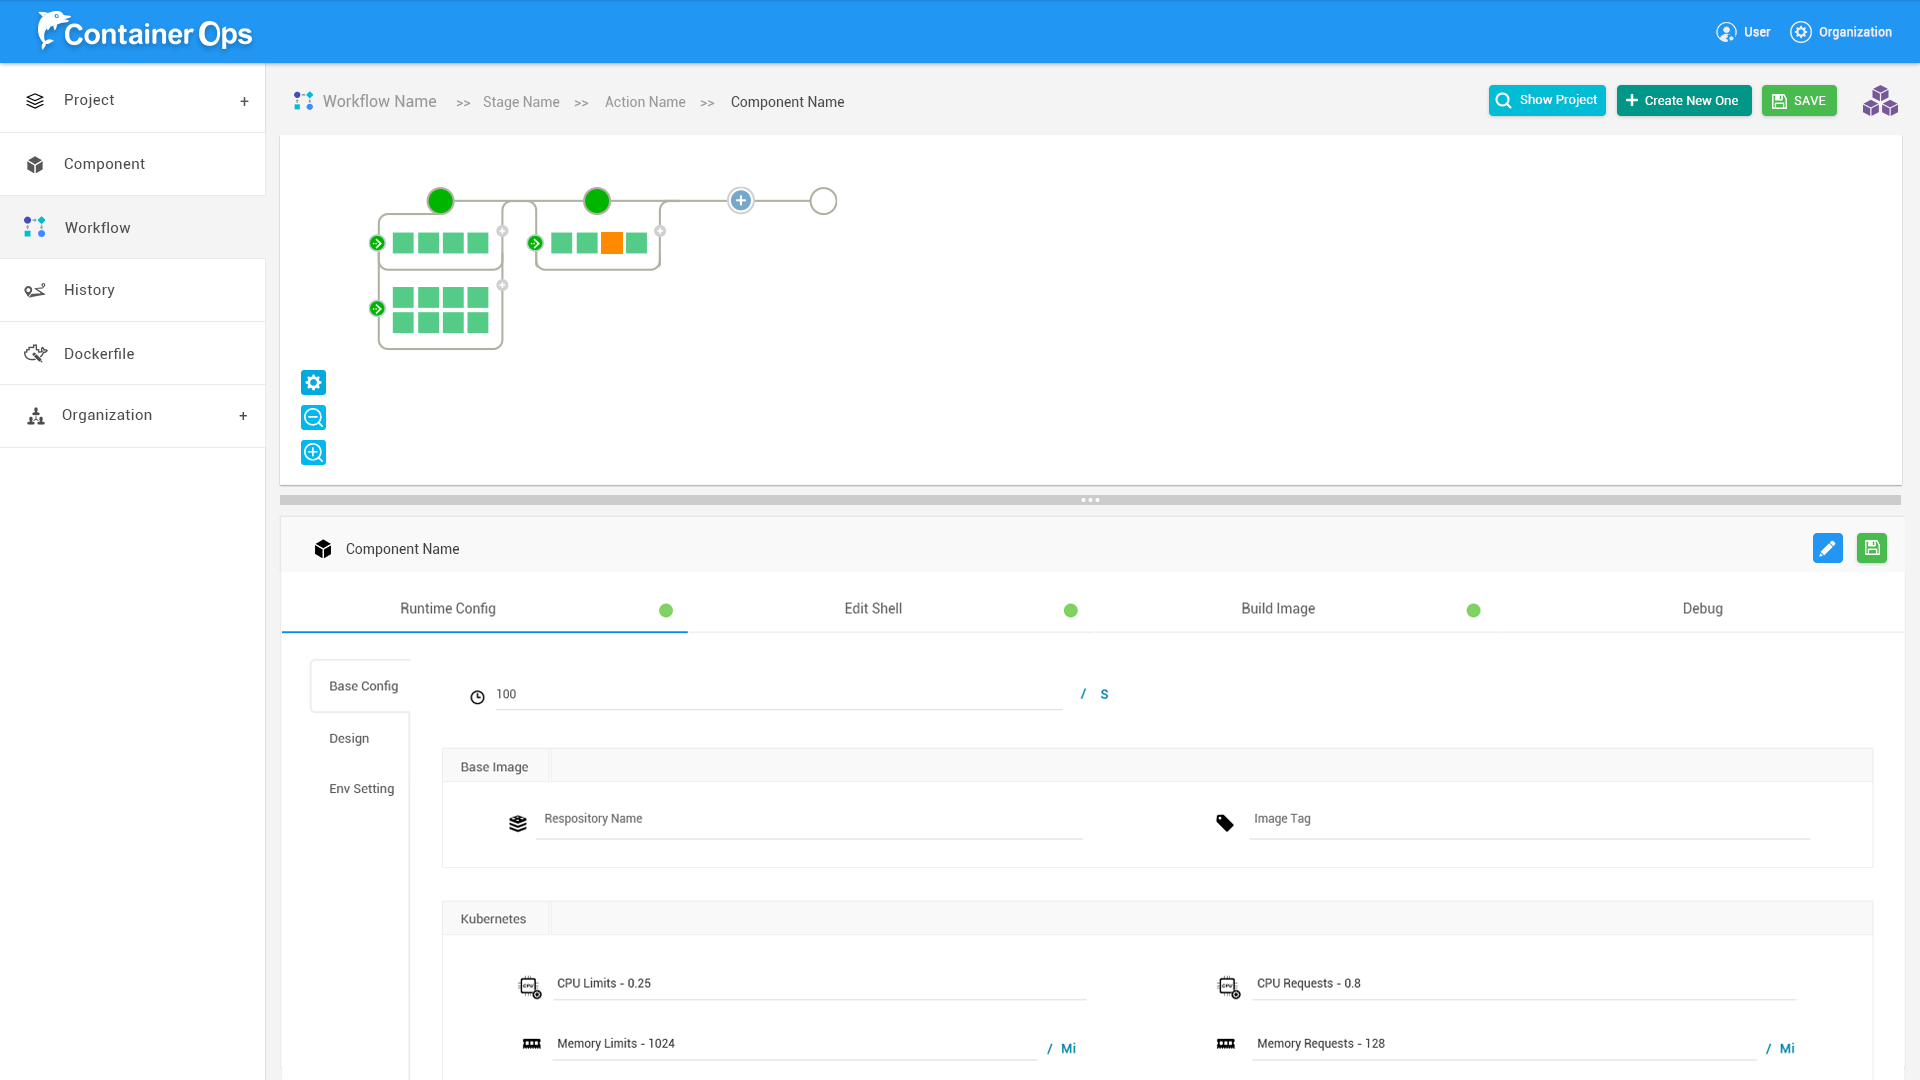 Container Ops
User
Organization
Project +
Component
Workflow
History
Dockerfile
Organization +
Workflow Name >> Stage Name >> Action Name >> Component Name
Show Project
+ Create New One
SAVE
Component Name
Runtime Config
Edit Shell
Build Image
Debug
Base Config
Design
Env Setting
100 / S
Base Image
Respository Name
Image Tag
Kubernetes
CPU CPU Limits - 0.25
CPU CPU Requests - 0.8
Memory Limits - 1024 / Mi
Memory Requests - 128 / Mi